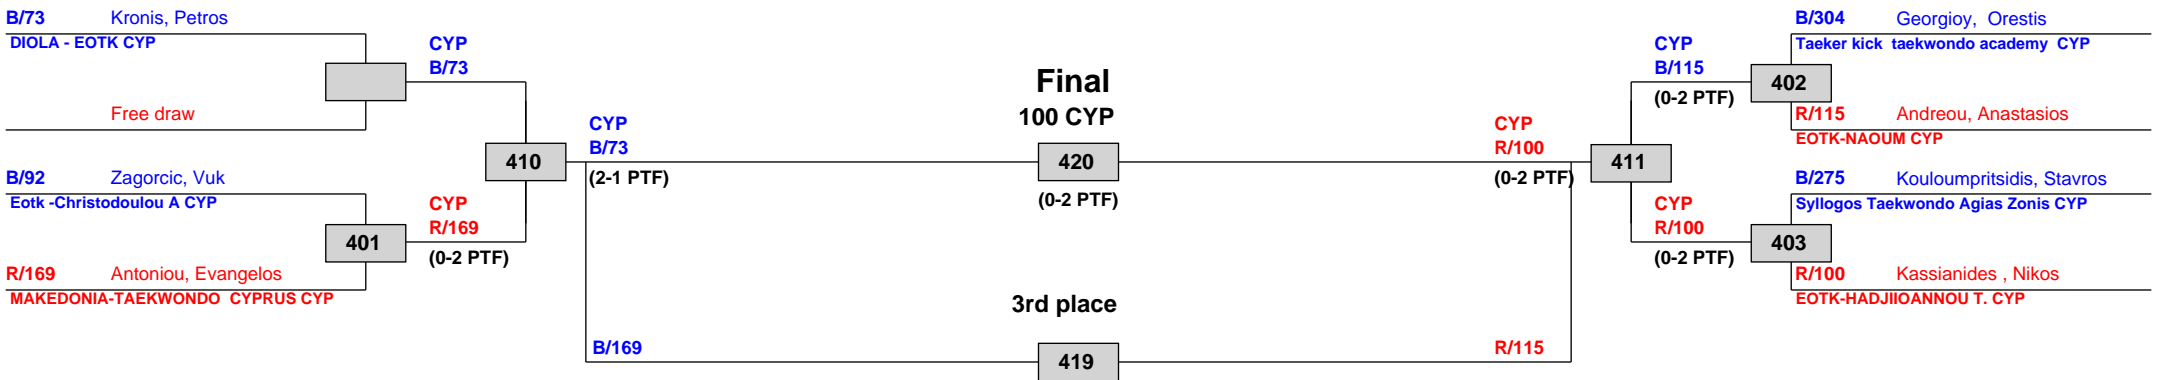 B/73 Kronis, Petros
DIOLA - EOTK CYP
Free draw
CYP
B/73
B/92 Zagorcic, Vuk
Eotk -Christodoulou A CYP
401
R/169 Antoniou, Evangelos
MAKEDONIA-TAEKWONDO CYPRUS CYP
CYP
R/169
(0-2 PTF)
410
CYP
B/73
(2-1 PTF)
Final
100 CYP
420
(0-2 PTF)
3rd place
B/169
419
R/115
CYP
R/100
(0-2 PTF)
411
CYP
B/115
(0-2 PTF)
402
CYP
R/100
(0-2 PTF)
403
B/304 Georgioy, Orestis
Taeker kick taekwondo academy CYP
R/115 Andreou, Anastasios
EOTK-NAOUM CYP
B/275 Kouloumpritsidis, Stavros
Syllogos Taekwondo Agias Zonis CYP
R/100 Kassianides , Nikos
EOTK-HADJIIOANNOU T. CYP